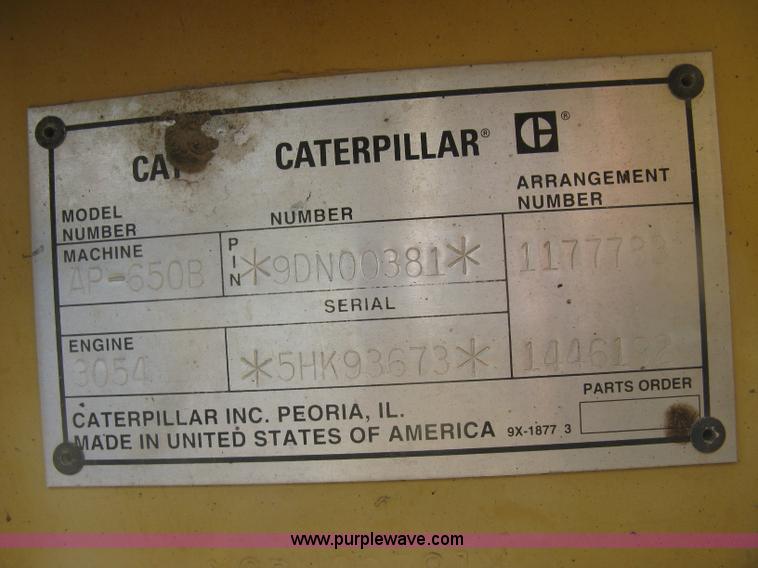 CAT CATERPILLAR®
®
MODEL NUMBER
NUMBER
ARRANGEMENT NUMBER
MACHINE
AP-650B
PIN
*9DN00381*
SERIAL
ENGINE
3054
*5HK93673*
PARTS ORDER
CATERPILLAR INC. PEORIA, IL.
MADE IN UNITED STATES OF AMERICA 9X-1877 3
www.purplewave.com